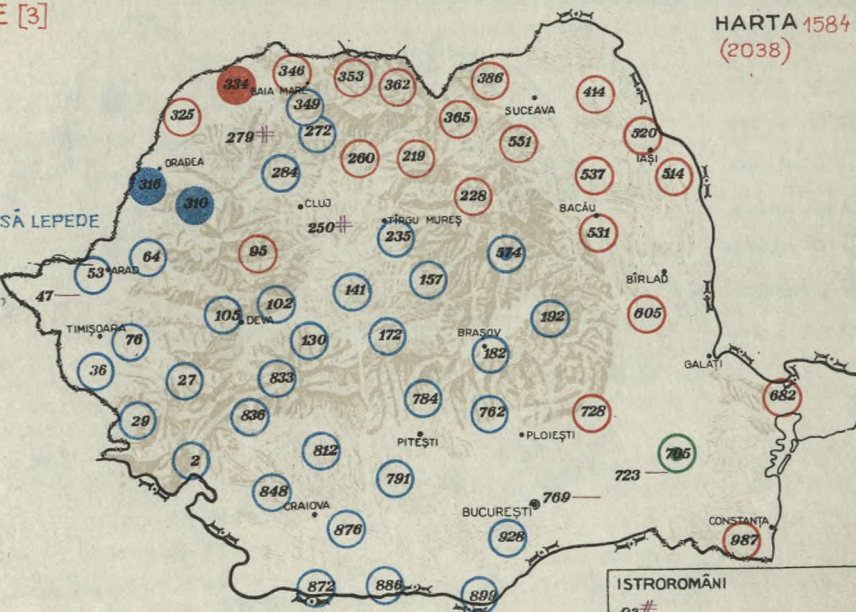 E [3]
HARTA 1584
(2038)
334
346
353
362
386
BAIA MARE
349
325
279 #
272
365
SUCEAVA
414
551
520
IAȘI
514
ORADEA
316
310
284
260
219
228
537
CLUJ
250 #
TÎRGU MUREȘ
235
BACĂU
531
SĂ LEPEDE
53
ARAD
64
95
574
BÎRLAD
47
157
141
105
DEVA
102
192
605
TIMIȘOARA
76
130
172
BRAȘOV
182
GALAȚI
36
27
833
682
29
836
784
762
728
PITEȘTI
PLOIEȘTI
2
812
705
723
848
791
CRAIOVA
BUCUREȘTI
769
876
928
CONSTANȚA
987
872
886
899
ISTROROMÂNI